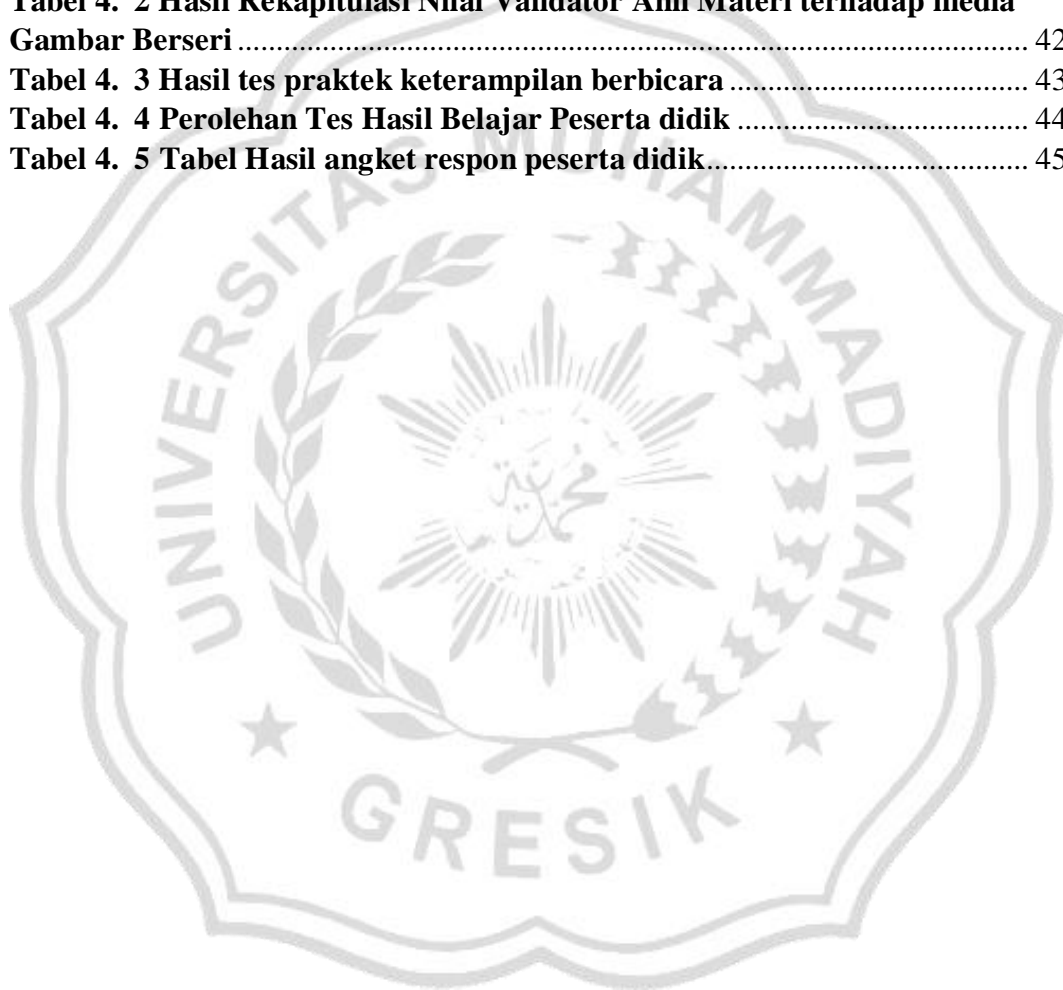 Tabel 4. 2 Hasil Rekapitulasi Nilai Validator Ahli Materi terhadap media
Gambar Berseri ........................................................................................................ 42
Tabel 4. 3 Hasil tes praktek keterampilan berbicara ....................................... 43
Tabel 4. 4 Perolehan Tes Hasil Belajar Peserta didik ...................................... 44
Tabel 4. 5 Tabel Hasil angket respon peserta didik.......................................... 45
UNIVERSITAS MUHAMMADIYAH
GRESIK